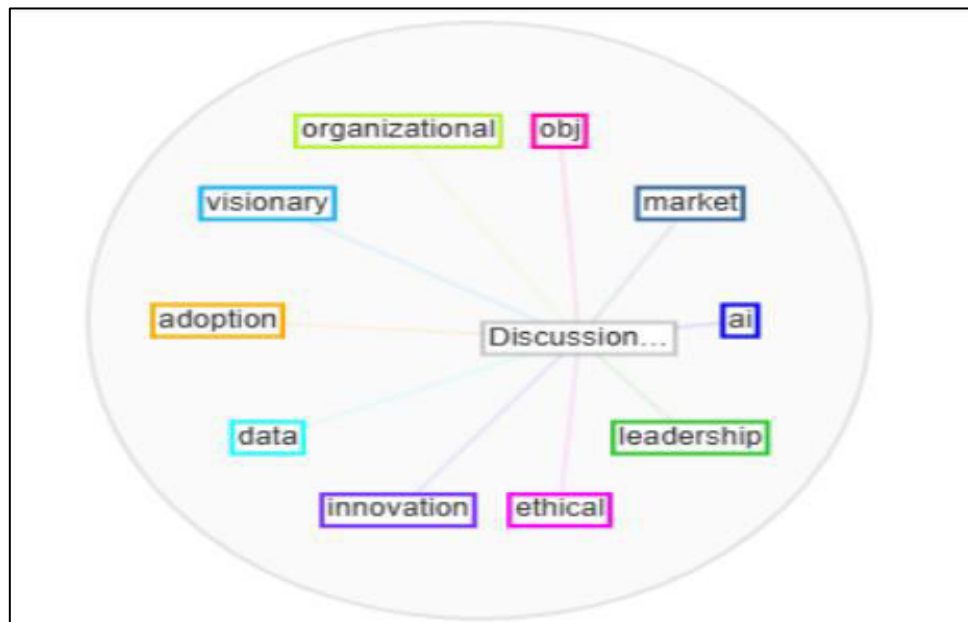 organizational
obj
visionary
market
adoption
ai
Discussion...
data
leadership
innovation
ethical